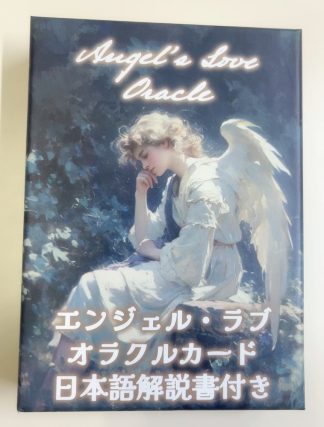 Angel's Love
Oracle
エンジェル・ラブ
オラクルカード
日本語解説書付き